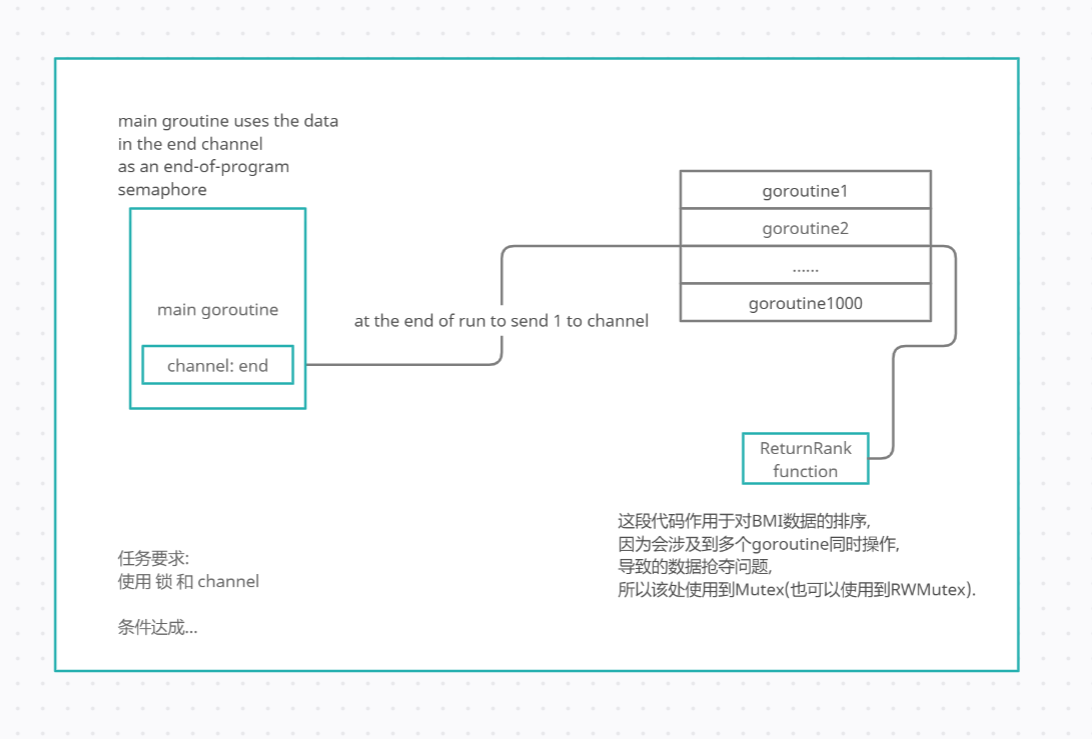 main groutine uses the data
in the end channel
as an end-of-program
semaphore
main goroutine
channel: end
at the end of run to send 1 to channel
goroutine1
goroutine2
......
goroutine1000
ReturnRank
function
这段代码作用于对BMI数据的排序,
因为会涉及到多个goroutine同时操作,
导致的数据抢夺问题,
所以该处使用到Mutex(也可以使用到RWMutex).
任务要求:
使用 锁 和 channel
条件达成...